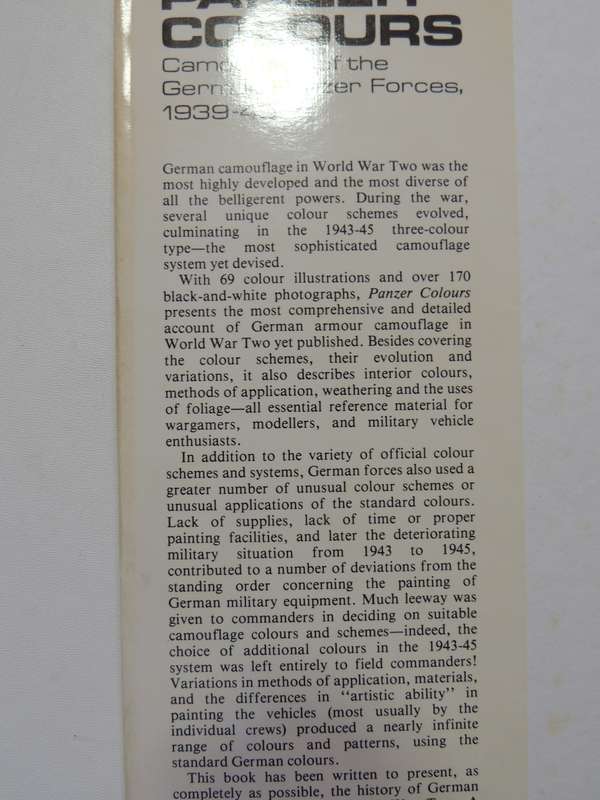 PANZER
COLOURS
Camo of the
German Panzer Forces,
1939-45
German camouflage in World War Two was the
most highly developed and the most diverse of
all the belligerent powers. During the war,
several unique colour schemes evolved,
culminating in the 1943-45 three-colour
type—the most sophisticated camouflage
system yet devised.
With 69 colour illustrations and over 170
black-and-white photographs, Panzer Colours
presents the most comprehensive and detailed
account of German armour camouflage in
World War Two yet published. Besides covering
the colour schemes, their evolution and
variations, it also describes interior colours,
methods of application, weathering and the uses
of foliage—all essential reference material for
wargamers, modellers, and military vehicle
enthusiasts.
In addition to the variety of official colour
schemes and systems, German forces also used a
greater number of unusual colour schemes or
unusual applications of the standard colours.
Lack of supplies, lack of time or proper
painting facilities, and later the deteriorating
military situation from 1943 to 1945,
contributed to a number of deviations from the
standing order concerning the painting of
German military equipment. Much leeway was
given to commanders in deciding on suitable
camouflage colours and schemes—indeed, the
choice of additional colours in the 1943-45
system was left entirely to field commanders!
Variations in methods of application, materials,
and the differences in “artistic ability” in
painting the vehicles (most usually by the
individual crews) produced a nearly infinite
range of colours and patterns, using the
standard German colours.
This book has been written to present, as
completely as possible, the history of German